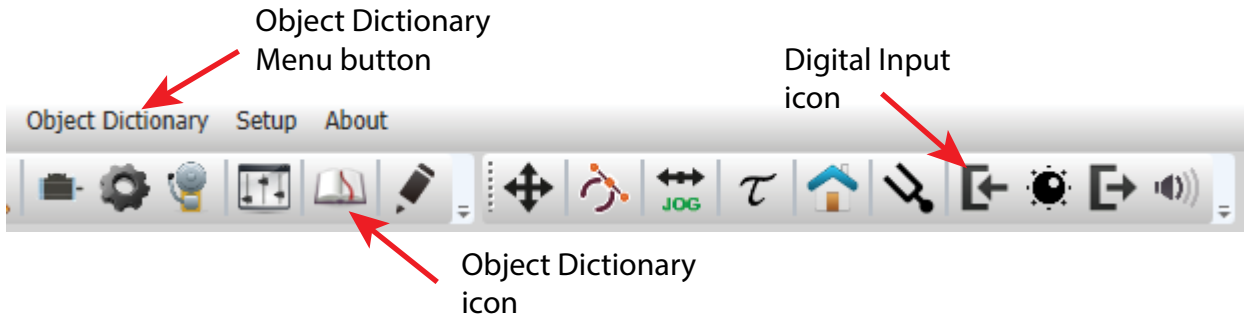 Object Dictionary
Menu button
Digital Input
icon
Object Dictionary Setup About
JOG
τ
Object Dictionary
icon